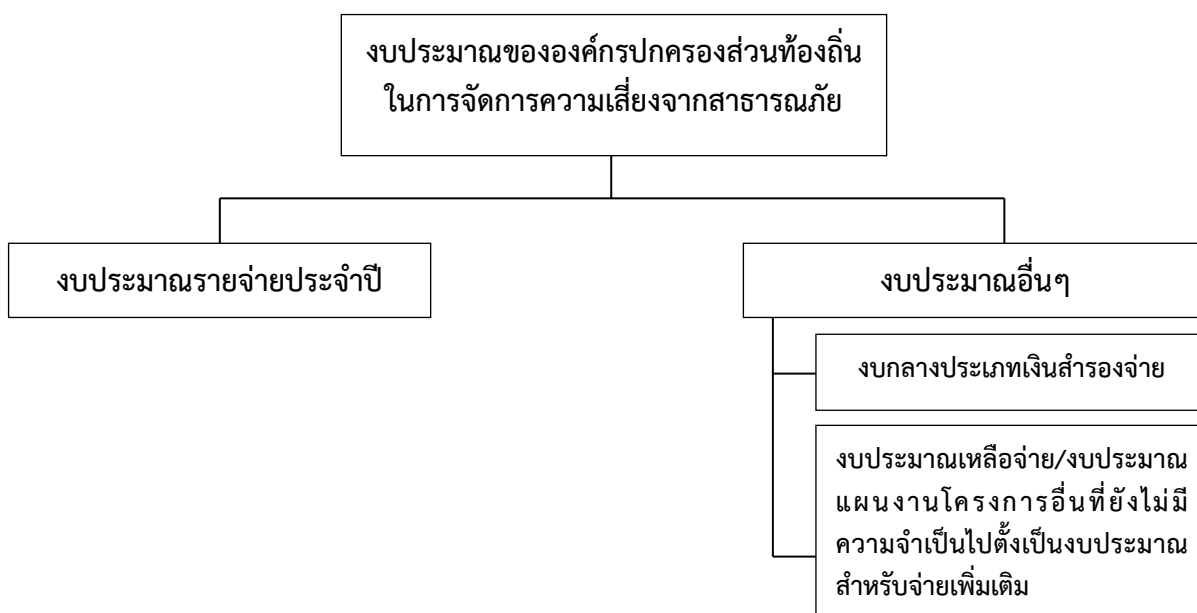 งบประมาณขององค์กรปกครองส่วนท้องถิ่น
ในการจัดการความเสี่ยงจากสาธารณภัย
งบประมาณรายจ่ายประจำปี
งบประมาณอื่นๆ
งบกลางประเภทเงินสำรองจ่าย
งบประมาณเหลือจ่าย/งบประมาณ
แผนงานโครงการอื่นที่ยังไม่มี
ความจำเป็นไปตั้งเป็นงบประมาณ
สำหรับจ่ายเพิ่มเติม